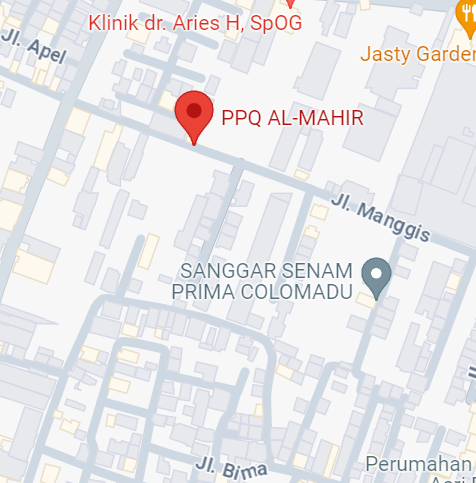 Klinik dr. Aries H, SpOG
Jl. Apel
Jasty Garden
PPQ AL-MAHIR
Jl. Manggis
SANGGAR SENAM
PRIMA COLOMADU
Jl. Bima
Perumahan